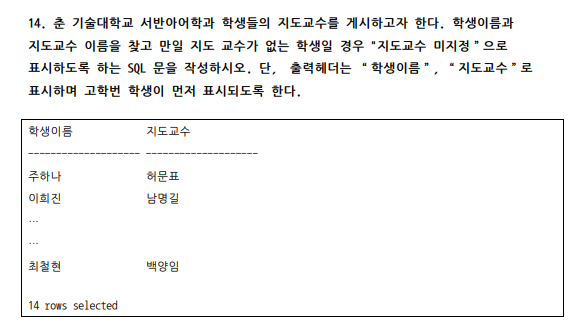 14. 춘 기술대학교 서반아어학과 학생들의 지도교수를 게시하고자 한다. 학생이름과
지도교수 이름을 찾고 만일 지도 교수가 없는 학생일 경우 "지도교수 미지정"으로
표시하도록 하는 SQL 문을 작성하시오. 단, 출력헤더는 “학생이름”, “지도교수”로
표시하며 고학번 학생이 먼저 표시되도록 한다.
학생이름 지도교수
-------------------- --------------------
주하나 허문표
이희진 남명길
…
…
최철현 백양임
14 rows selected